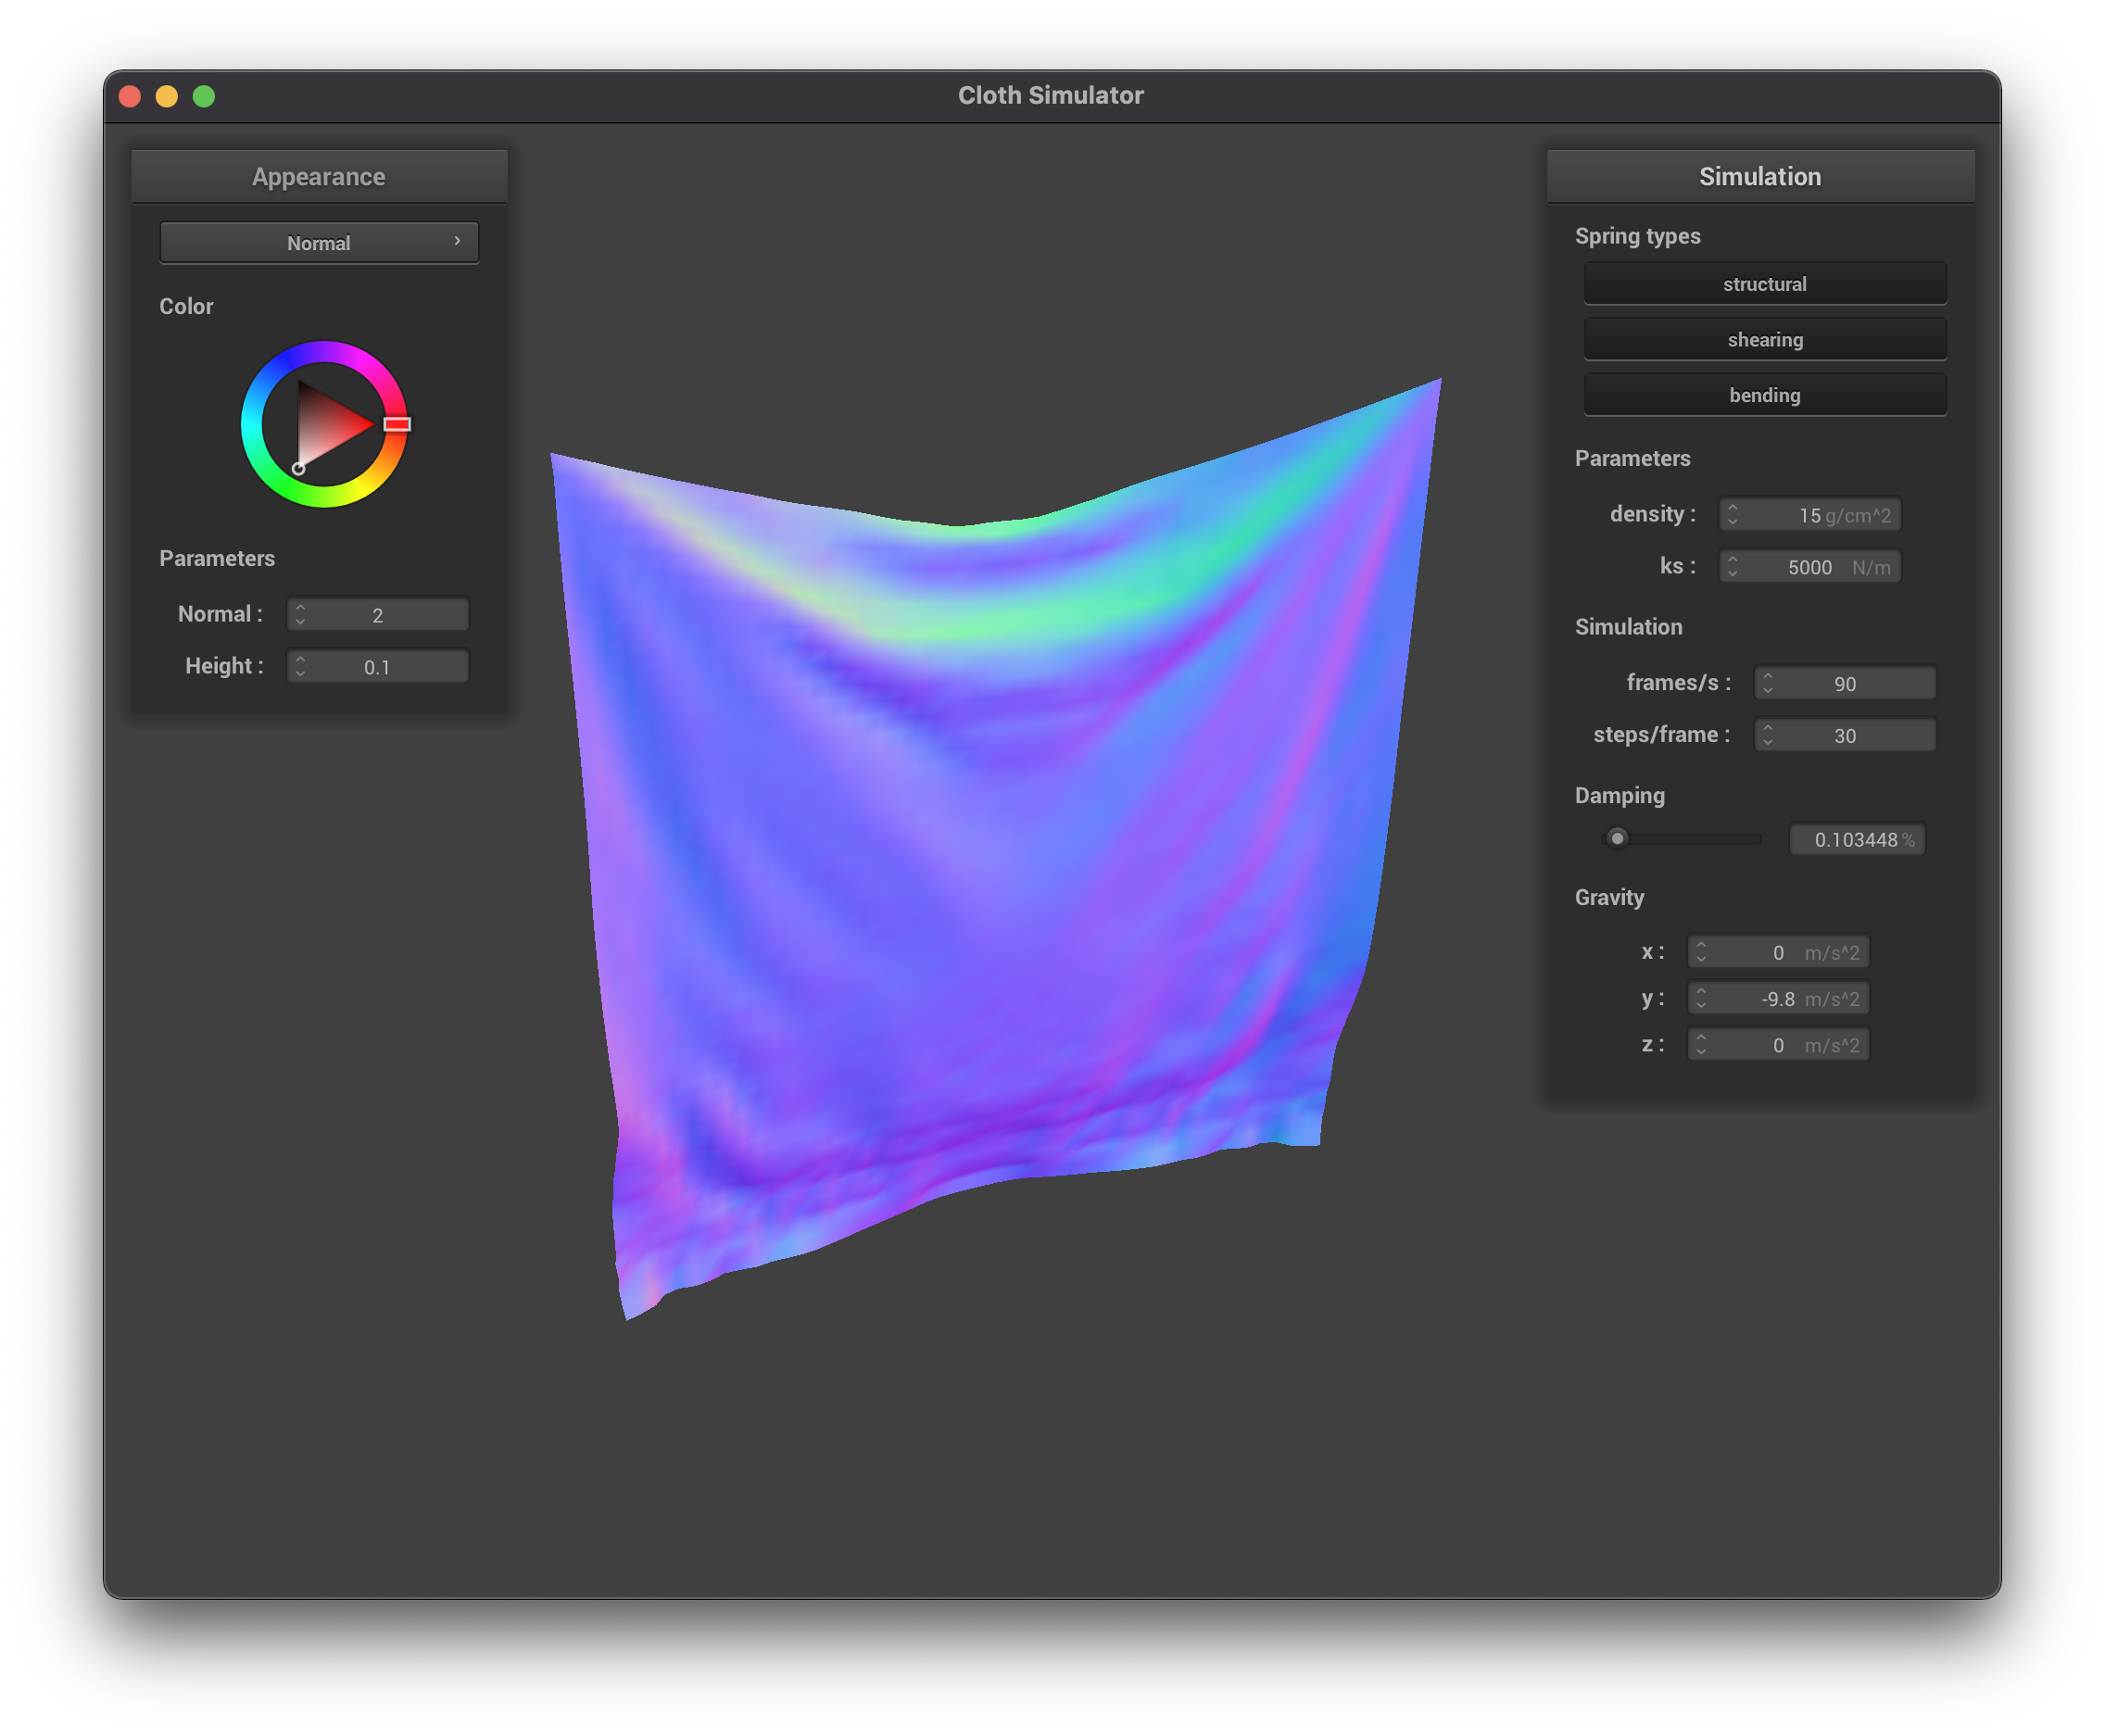 Cloth Simulator
Appearance
Normal
Color
Parameters
Normal : 2
Height : 0.1
Simulation
Spring types
structural
shearing
bending
Parameters
density : 15 g/cm^2
ks : 5000 N/m
Simulation
frames/s : 90
steps/frame : 30
Damping
0.103448 %
Gravity
x : 0 m/s^2
y : -9.8 m/s^2
z : 0 m/s^2